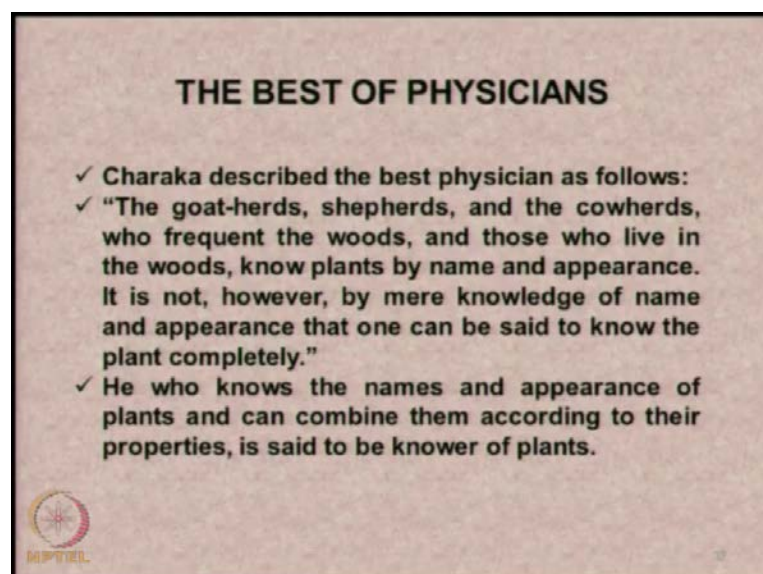 THE BEST OF PHYSICIANS
✓ Charaka described the best physician as follows:
✓ “The goat-herds, shepherds, and the cowherds,
who frequent the woods, and those who live in
the woods, know plants by name and appearance.
It is not, however, by mere knowledge of name
and appearance that one can be said to know the
plant completely.”
✓ He who knows the names and appearance of
plants and can combine them according to their
properties, is said to be knower of plants.
NPTEL